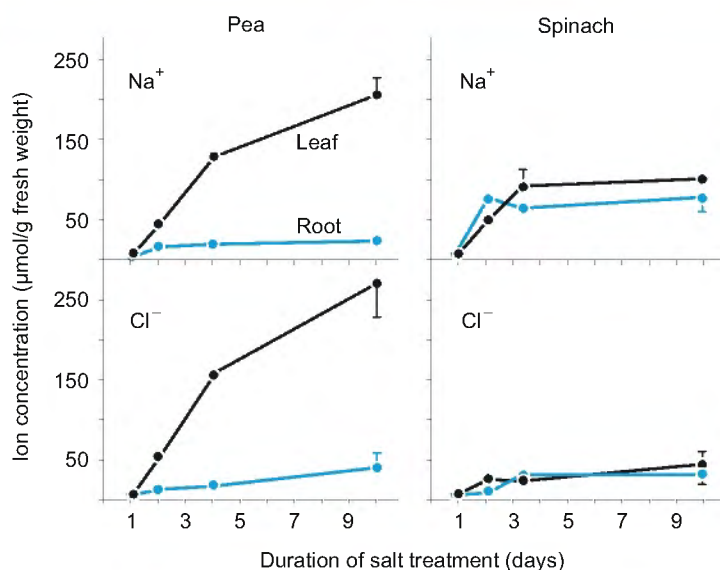 Pea
Spinach
Ion concentration (μmol/g fresh weight)
250
150
50
Na⁺
Leaf
Root
Na⁺
250
150
50
Cl⁻
Cl⁻
1 3 5 7 9
1 3 5 7 9
Duration of salt treatment (days)